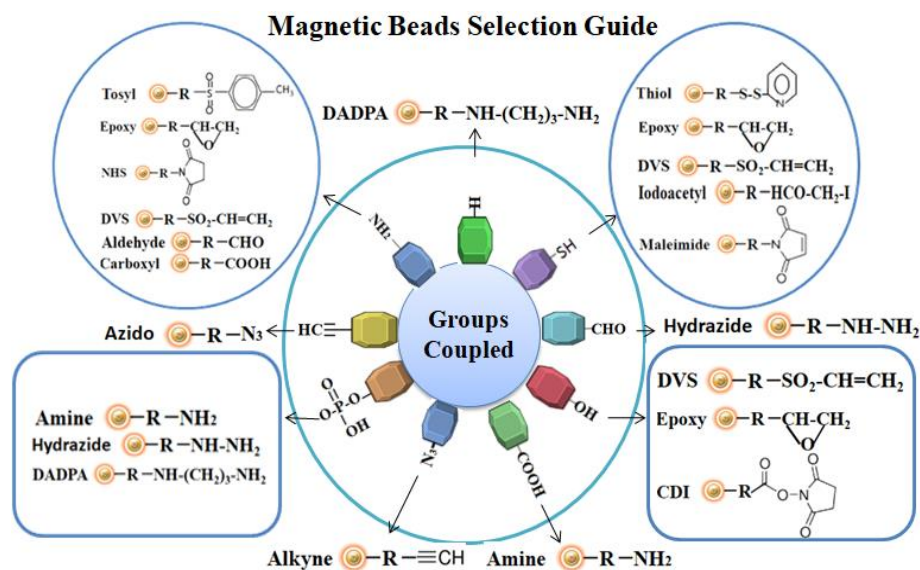 Magnetic Beads Selection Guide
Tosyl R S O O CH3
Epoxy R CH-CH2 O
NHS R N O O
DVS R SO2-CH=CH2
Aldehyde R CHO
Carboxyl R COOH
DADPA R NH-(CH2)3-NH2
Thiol R S-S N
Epoxy R CH-CH2 O
DVS R SO2-CH=CH2
Iodoacetyl R HCO-CH2-I
Maleimide R N O O
NH2
H
SH
HC≡
CHO
O-P-O O OH
OH
N3
COOH
Groups
Coupled
Azido R N3
Hydrazide R NH-NH2
Amine R NH2
Hydrazide R NH-NH2
DADPA R NH-(CH2)3-NH2
DVS R SO2-CH=CH2
Epoxy R CH-CH2 O
CDI R O O-N O O
Alkyne R ≡CH
Amine R NH2